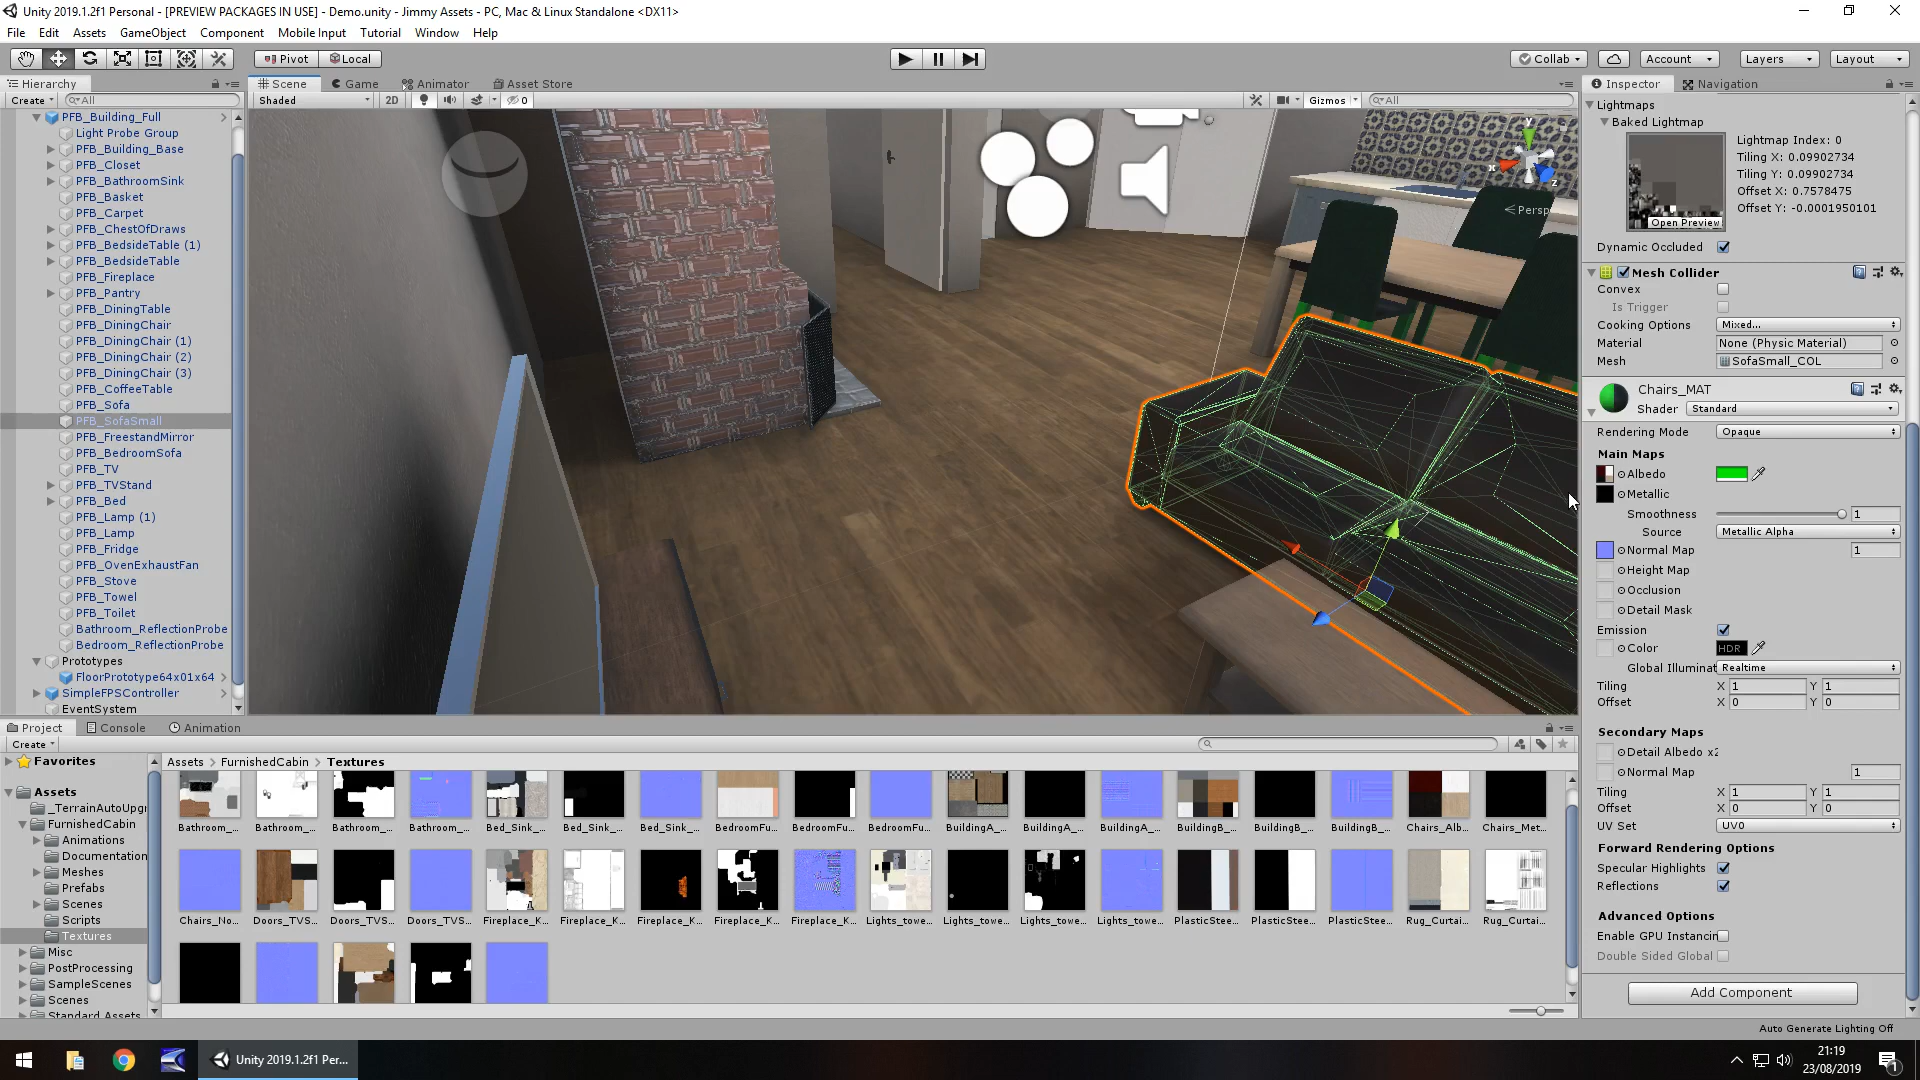 Unity 2019.1.2f1 Personal - [PREVIEW PACKAGES IN USE] - Demo.unity - Jimmy Assets - PC, Mac & Linux Standalone <DX11>
File Edit Assets GameObject Component Mobile Input Tutorial Window Help
Pivot Local Collab Account Layers Layout
Hierarchy
Create All
PFB_Building_Full
Light Probe Group
PFB_Building_Base
PFB_Closet
PFB_BathroomSink
PFB_Basket
PFB_Carpet
PFB_ChestOfDraws
PFB_BedsideTable (1)
PFB_BedsideTable
PFB_Fireplace
PFB_Pantry
PFB_DiningTable
PFB_DiningChair
PFB_DiningChair (1)
PFB_DiningChair (2)
PFB_DiningChair (3)
PFB_CoffeeTable
PFB_Sofa
PFB_SofaSmall
PFB_FreestandMirror
PFB_BedroomSofa
PFB_TV
PFB_TVStand
PFB_Bed
PFB_Lamp (1)
PFB_Lamp
PFB_Fridge
PFB_OvenExhaustFan
PFB_Stove
PFB_Towel
PFB_Toilet
Bathroom_ReflectionProbe
Bedroom_ReflectionProbe
Prototypes
FloorPrototype64x01x64
SimpleFPSController
EventSystem
Scene Game Animator Asset Store
Shaded 2D 0 Gizmos All
y
x
z
Persp
Inspector Navigation
Lightmaps
Baked Lightmap
Open Preview
Lightmap Index: 0
Tiling X: 0.09902734
Tiling Y: 0.09902734
Offset X: 0.7578475
Offset Y: -0.0001950101
Dynamic Occluded
Mesh Collider
Convex
Is Trigger
Cooking Options Mixed...
Material None (Physic Material)
Mesh SofaSmall_COL
Chairs_MAT
Shader Standard
Rendering Mode Opaque
Main Maps
Albedo
Metallic
Smoothness 1
Source Metallic Alpha
Normal Map 1
Height Map
Occlusion
Detail Mask
Emission
Color HDR
Global Illuminat Realtime
Tiling X 1 Y 1
Offset X 0 Y 0
Secondary Maps
Detail Albedo x2
Normal Map 1
Tiling X 1 Y 1
Offset X 0 Y 0
UV Set UV0
Forward Rendering Options
Specular Highlights
Reflections
Advanced Options
Enable GPU Instancin
Double Sided Global
Add Component
Auto Generate Lighting Off
Project Console Animation
Create
Favorites
Assets
_TerrainAutoUpgr
FurnishedCabin
Animations
Documentation
Meshes
Prefabs
Scenes
Scripts
Textures
Misc
PostProcessing
SampleScenes
Scenes
Standard Assets
Assets FurnishedCabin Textures
Bathroom_... Bathroom_... Bathroom_... Bathroom_... Bed_Sink_... Bed_Sink_... Bed_Sink_... BedroomFu... BedroomFu... BedroomFu... BuildingA_... BuildingA_... BuildingA_... BuildingB_... BuildingB_... BuildingB_... Chairs_Alb... Chairs_Met...
Chairs_No... Doors_TVS... Doors_TVS... Doors_TVS... Fireplace_K... Fireplace_K... Fireplace_K... Fireplace_K... Fireplace_K... Lights_towe... Lights_towe... Lights_towe... Lights_towe... PlasticStee... PlasticStee... PlasticStee... Rug_Curtai... Rug_Curtai...
Unity 2019.1.2f1 Per...
21:19
23/08/2019
1